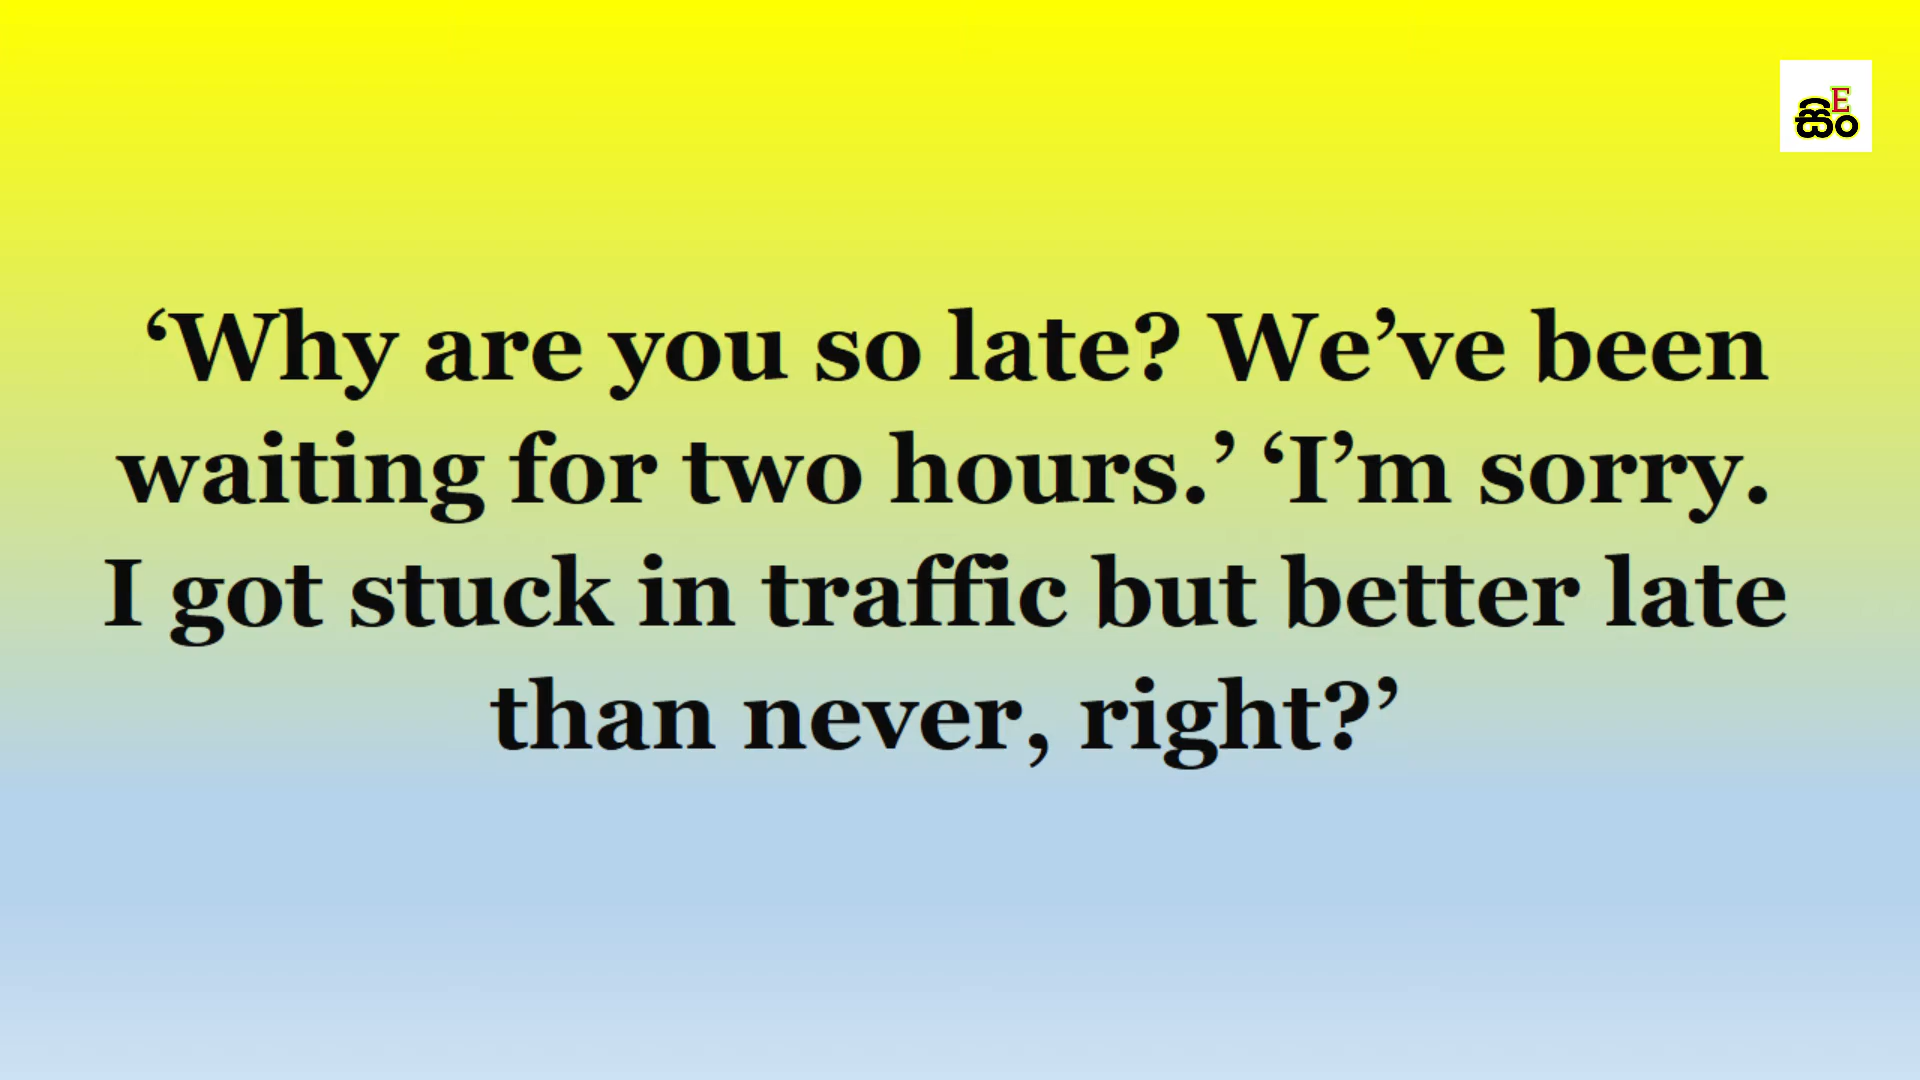 සිංE
‘Why are you so late? We’ve been
waiting for two hours.’ ‘I’m sorry.
I got stuck in traffic but better late
than never, right?’